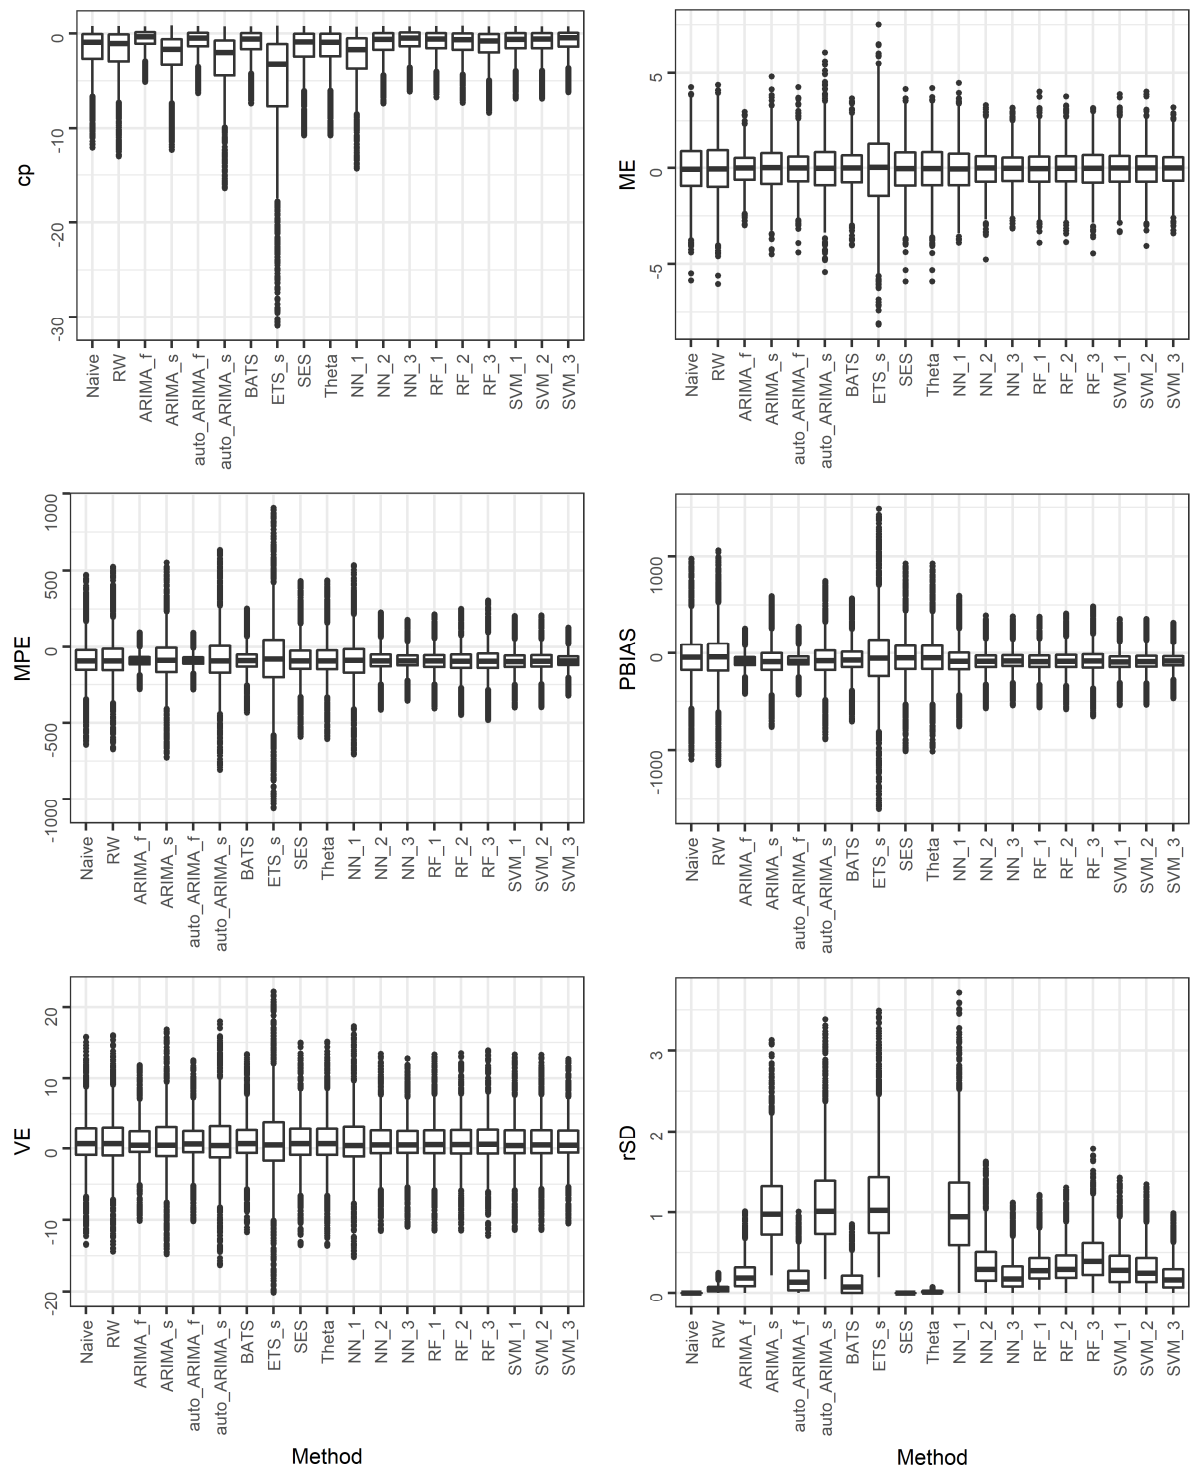 cp
0
-10
-20
-30
Naive
RW
ARIMA_f
ARIMA_s
auto_ARIMA_f
auto_ARIMA_s
BATS
ETS_s
SES
Theta
NN_1
NN_2
NN_3
RF_1
RF_2
RF_3
SVM_1
SVM_2
SVM_3
ME
5
0
-5
Naive
RW
ARIMA_f
ARIMA_s
auto_ARIMA_f
auto_ARIMA_s
BATS
ETS_s
SES
Theta
NN_1
NN_2
NN_3
RF_1
RF_2
RF_3
SVM_1
SVM_2
SVM_3
MPE
1000
500
0
-500
-1000
Naive
RW
ARIMA_f
ARIMA_s
auto_ARIMA_f
auto_ARIMA_s
BATS
ETS_s
SES
Theta
NN_1
NN_2
NN_3
RF_1
RF_2
RF_3
SVM_1
SVM_2
SVM_3
PBIAS
1000
0
-1000
Naive
RW
ARIMA_f
ARIMA_s
auto_ARIMA_f
auto_ARIMA_s
BATS
ETS_s
SES
Theta
NN_1
NN_2
NN_3
RF_1
RF_2
RF_3
SVM_1
SVM_2
SVM_3
VE
20
10
0
-10
-20
Naive
RW
ARIMA_f
ARIMA_s
auto_ARIMA_f
auto_ARIMA_s
BATS
ETS_s
SES
Theta
NN_1
NN_2
NN_3
RF_1
RF_2
RF_3
SVM_1
SVM_2
SVM_3
Method
rSD
3
2
1
0
Naive
RW
ARIMA_f
ARIMA_s
auto_ARIMA_f
auto_ARIMA_s
BATS
ETS_s
SES
Theta
NN_1
NN_2
NN_3
RF_1
RF_2
RF_3
SVM_1
SVM_2
SVM_3
Method